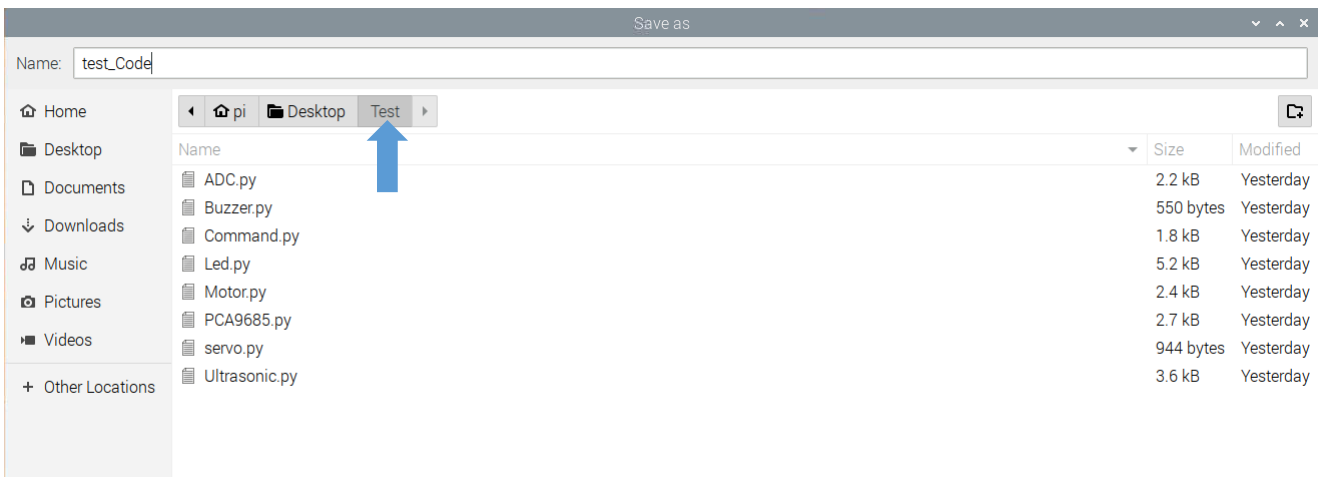 Save as
Name: test_Code
Home
Desktop
Documents
Downloads
Music
Pictures
Videos
+ Other Locations
pi Desktop Test
Name Size Modified
ADC.py 2.2 kB Yesterday
Buzzer.py 550 bytes Yesterday
Command.py 1.8 kB Yesterday
Led.py 5.2 kB Yesterday
Motor.py 2.4 kB Yesterday
PCA9685.py 2.7 kB Yesterday
servo.py 944 bytes Yesterday
Ultrasonic.py 3.6 kB Yesterday